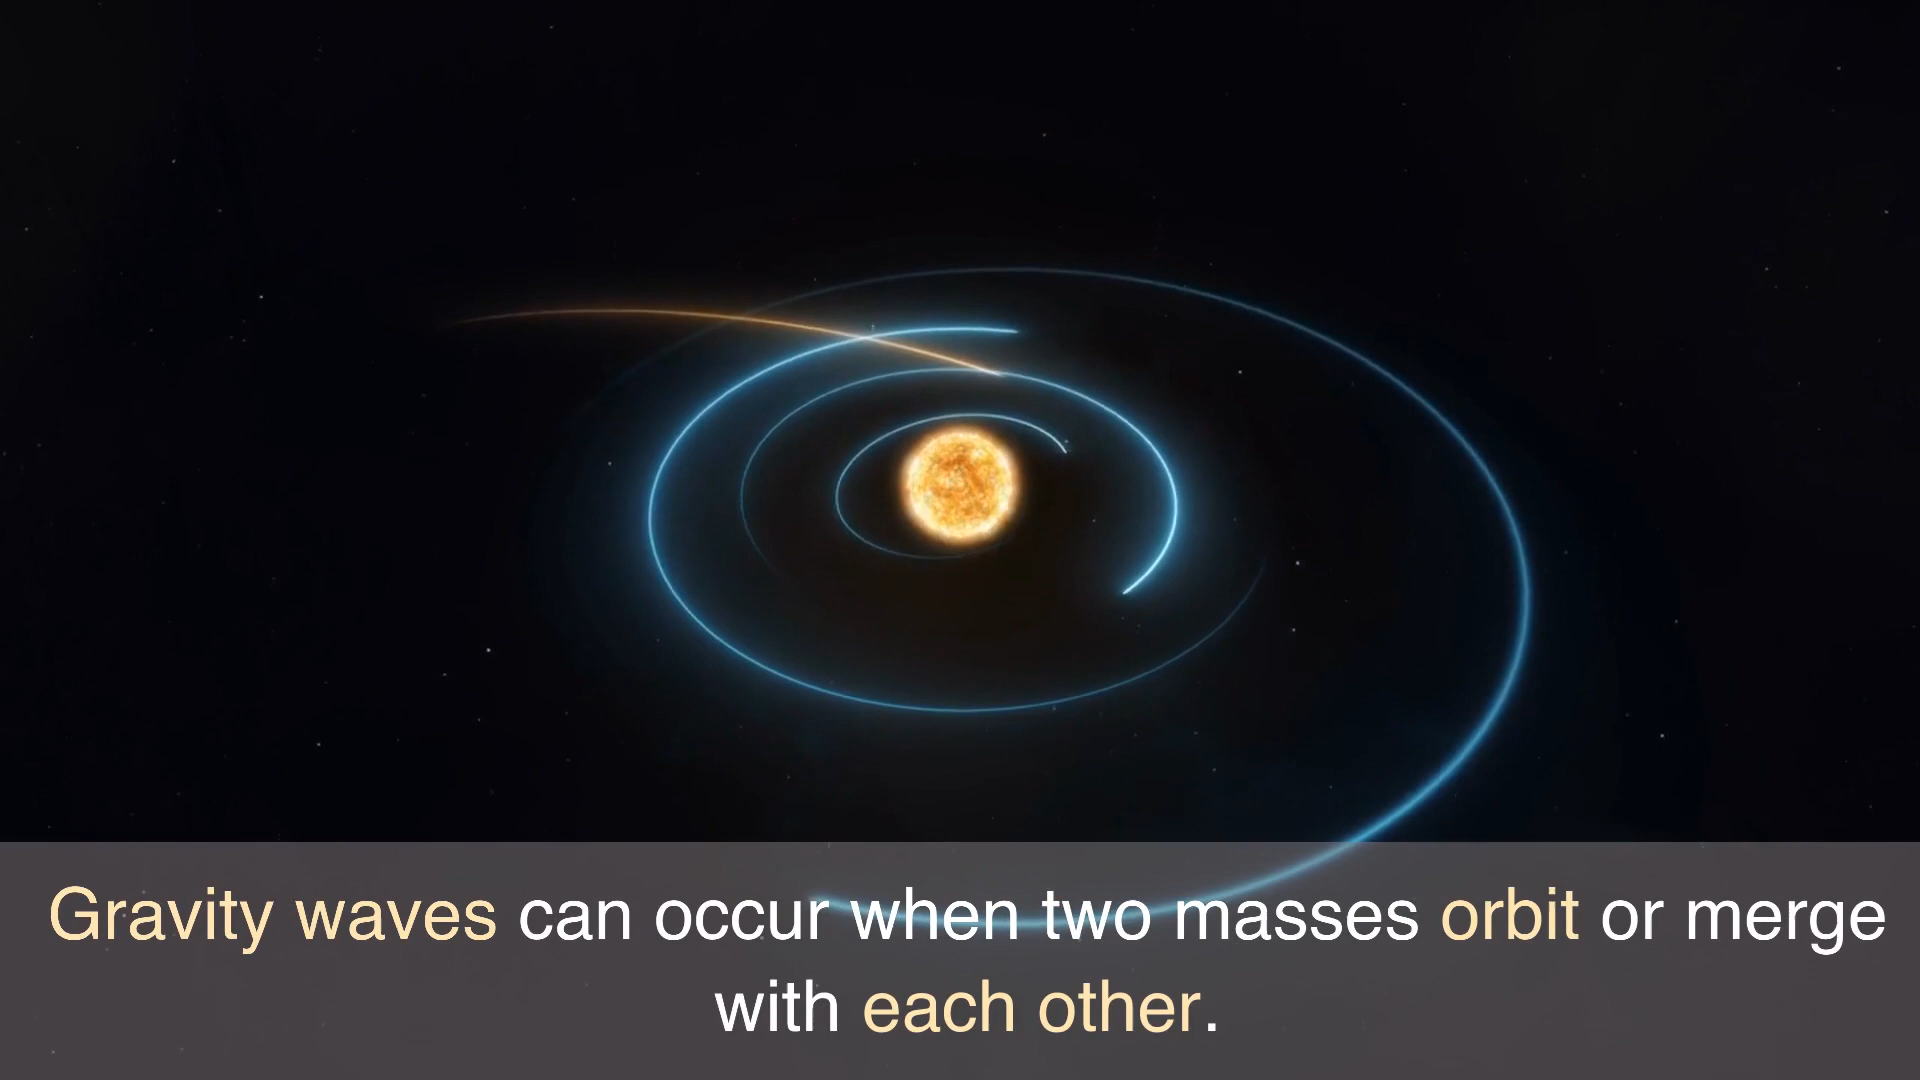 Gravity waves can occur when two masses orbit or merge
with each other.